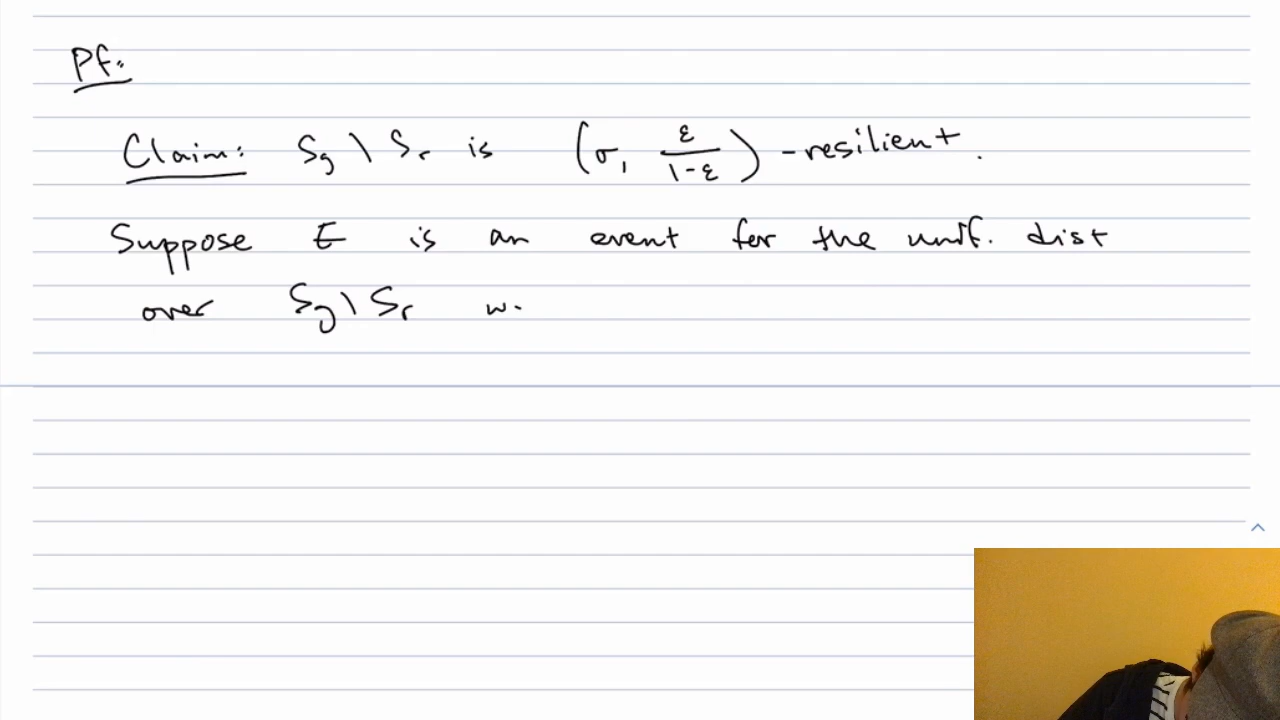 Pf:
Claim: S_g \ S_r is (σ, ε/(1-ε))-resilient.
Suppose E is an event for the unif. dist
over S_g \ S_r w.